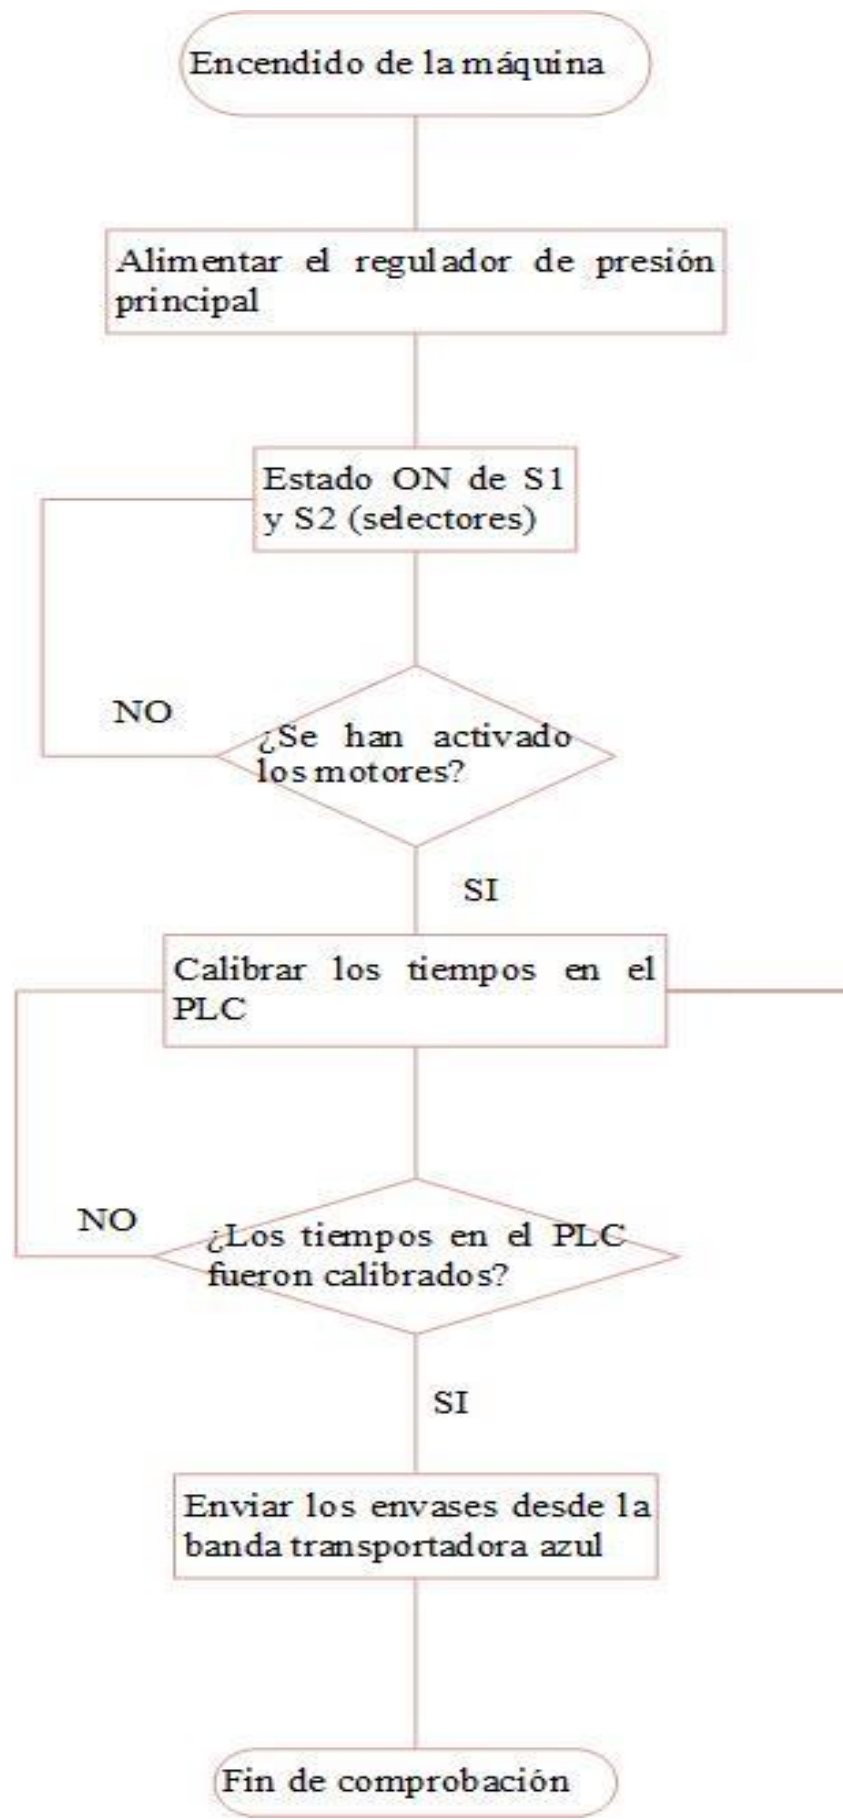 Encendido de la máquina
Alimentar el regulador de presión
principal
Estado ON de S1
y S2 (selectores)
NO
¿Se han activado
los motores?
SI
Calibrar los tiempos en el
PLC
NO
¿Los tiempos en el PLC
fueron calibrados?
SI
Enviar los envases desde la
banda transportadora azul
Fin de comprobación